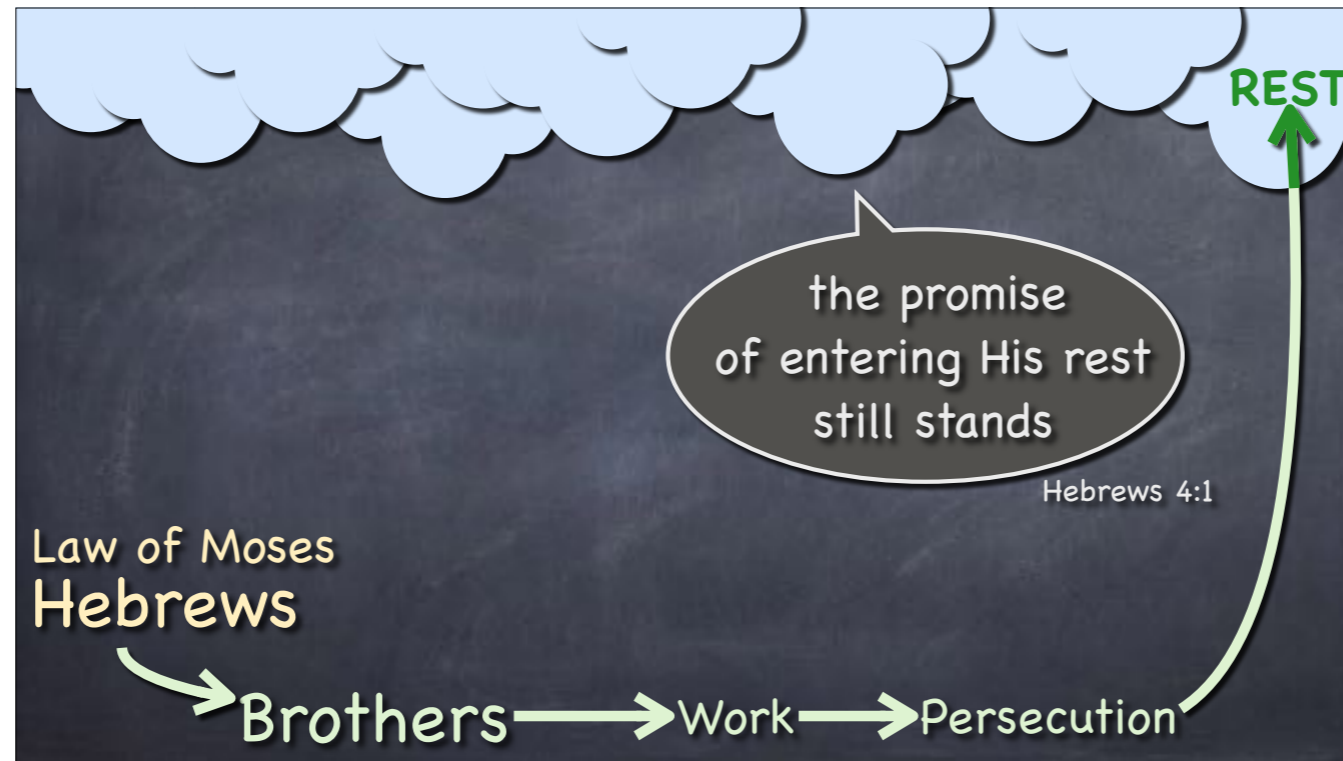 REST
the promise
of entering His rest
still stands
Hebrews 4:1
Law of Moses
Hebrews
Brothers
Work
Persecution